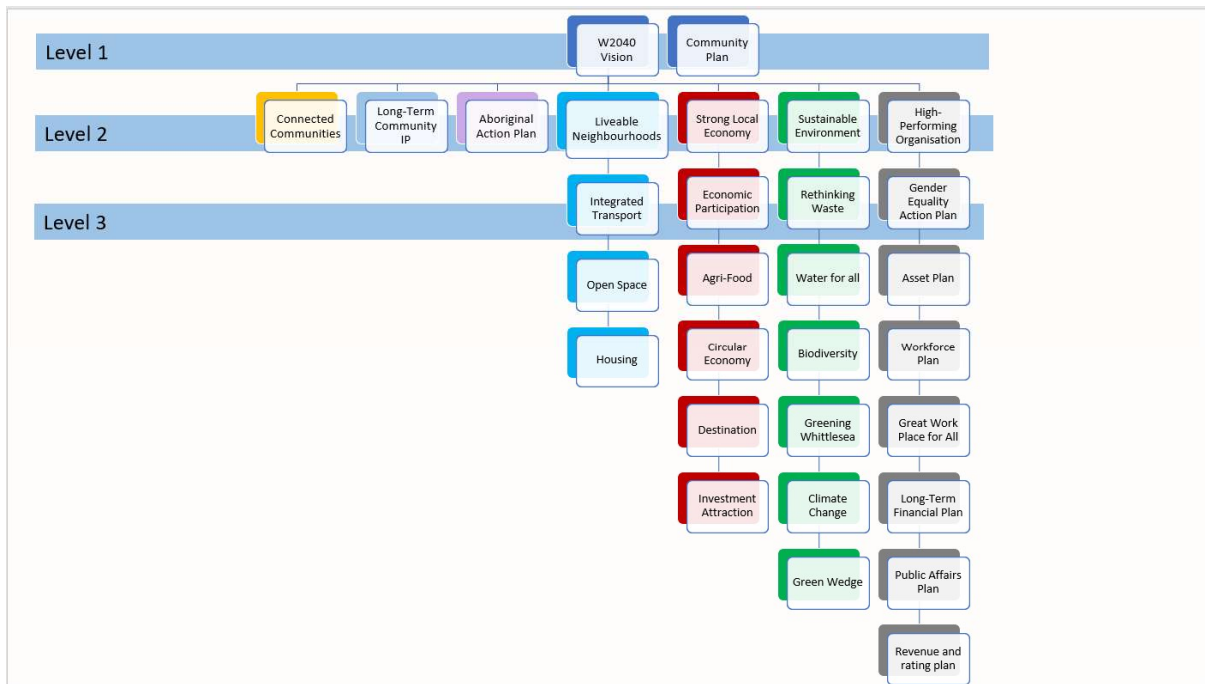 Level 1
W2040
Vision
Community
Plan
Level 2
Connected
Communities
Long-Term
Community
IP
Aboriginal
Action Plan
Liveable
Neighbourhoods
Strong Local
Economy
Sustainable
Environment
High-
Performing
Organisation
Level 3
Integrated
Transport
Economic
Participation
Rethinking
Waste
Gender
Equality
Action Plan
Open Space
Agri-Food
Water for all
Asset Plan
Housing
Circular
Economy
Biodiversity
Workforce
Plan
Destination
Greening
Whittlesea
Great Work
Place for All
Investment
Attraction
Climate
Change
Long-Term
Financial Plan
Green Wedge
Public Affairs
Plan
Revenue and
rating plan